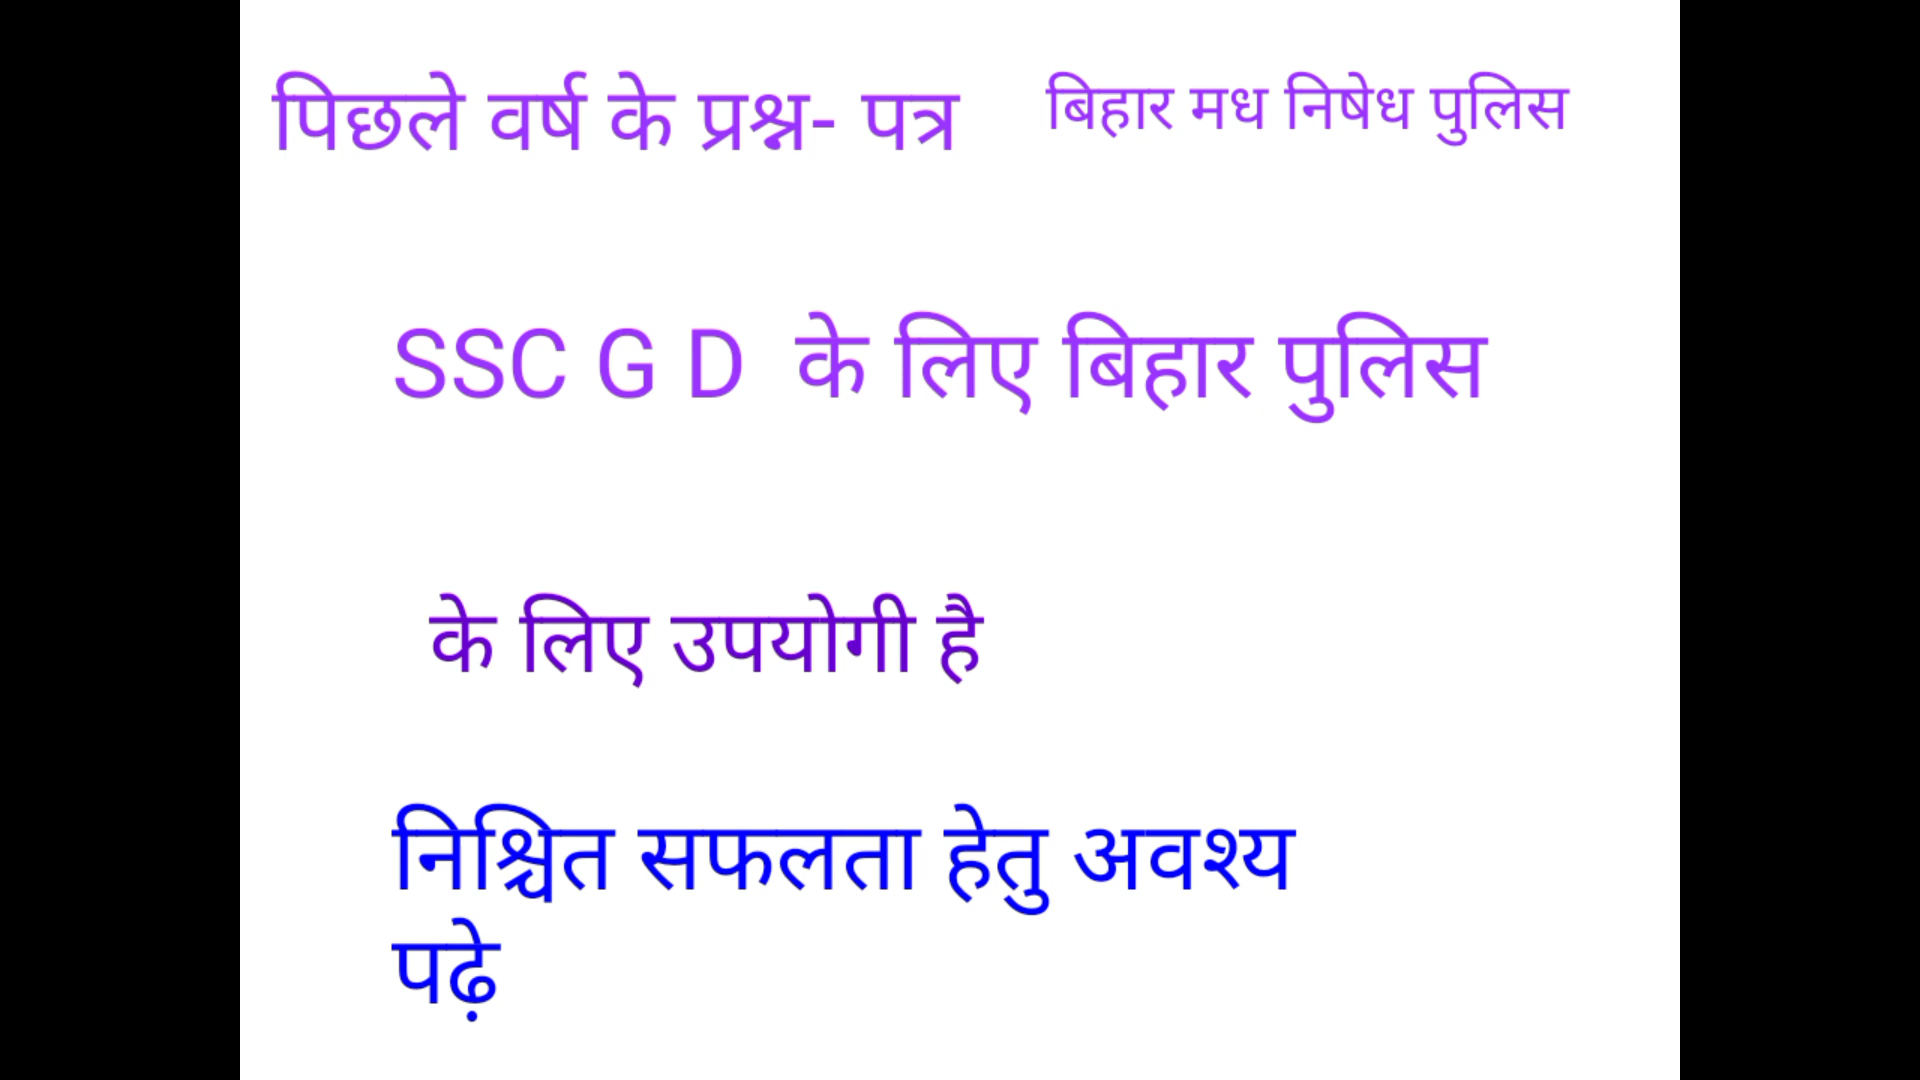 पिछले वर्ष के प्रश्न- पत्र
बिहार मध निषेध पुलिस
SSC G D के लिए बिहार पुलिस
के लिए उपयोगी है
निश्चित सफलता हेतु अवश्य
पढ़े